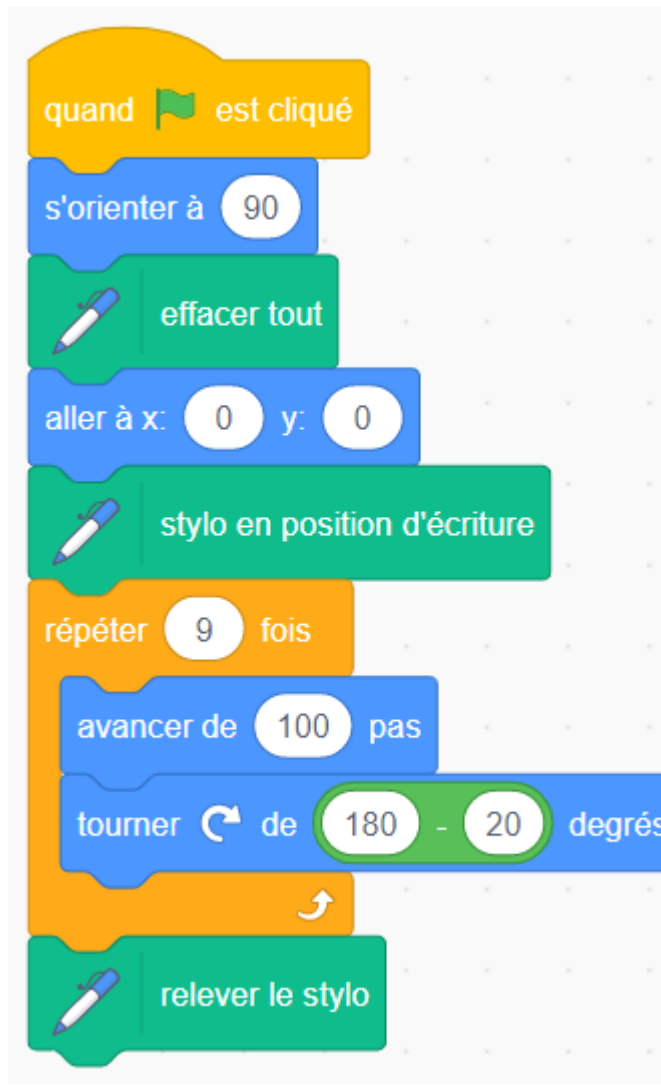 quand est cliqué
s'orienter à 90
effacer tout
aller à x: 0 y: 0
stylo en position d'écriture
répéter 9 fois
avancer de 100 pas
tourner de 180 - 20 degrés
relever le stylo